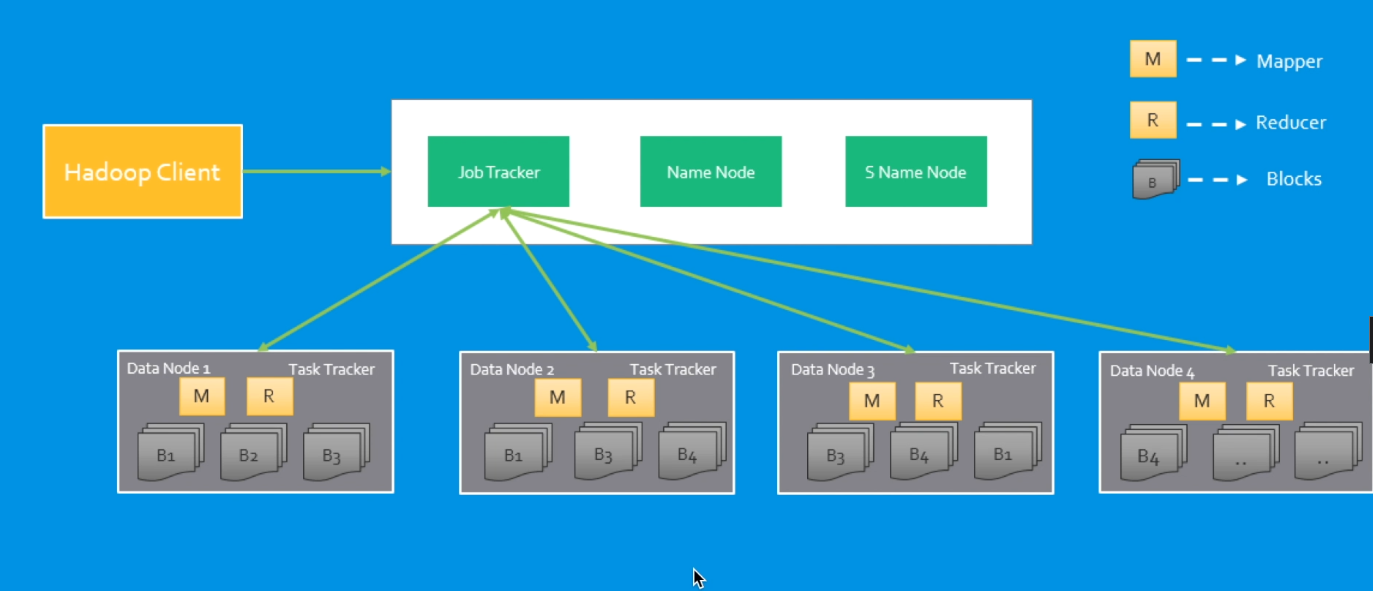 M
Mapper
R
Reducer
B
Blocks
Hadoop Client
Job Tracker
Name Node
S Name Node
Data Node 1
Task Tracker
M
R
B1
B2
B3
Data Node 2
Task Tracker
M
R
B1
B3
B4
Data Node 3
Task Tracker
M
R
B3
B4
B1
Data Node 4
Task Tracker
M
R
B4
..
..